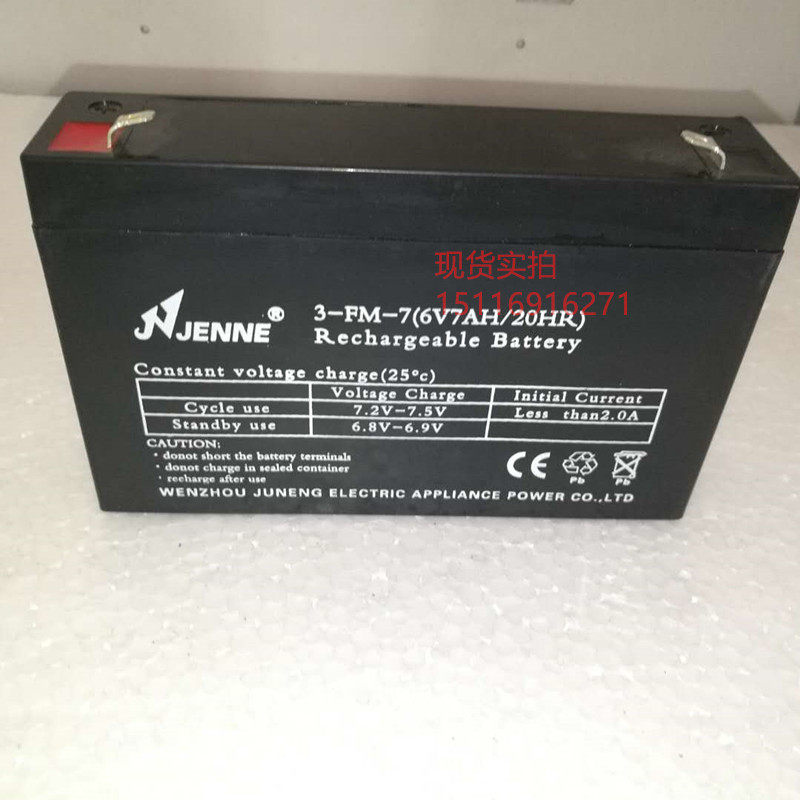 现货实拍
15116916271
JENNE®
3-FM-7(6V7AH/20HR)
Rechargeable Battery
Constant voltage charge(25°c)
Voltage Charge Initial Current
Cycle use 7.2V-7.5V Less than2.0A
Standby use 6.8V-6.9V
CAUTION:
· donot short the battery terminals
· donot charge in sealed container
· recharge after use
CE
Pb Pb
WENZHOU JUNENG ELECTRIC APPLIANCE POWER CO.,LTD